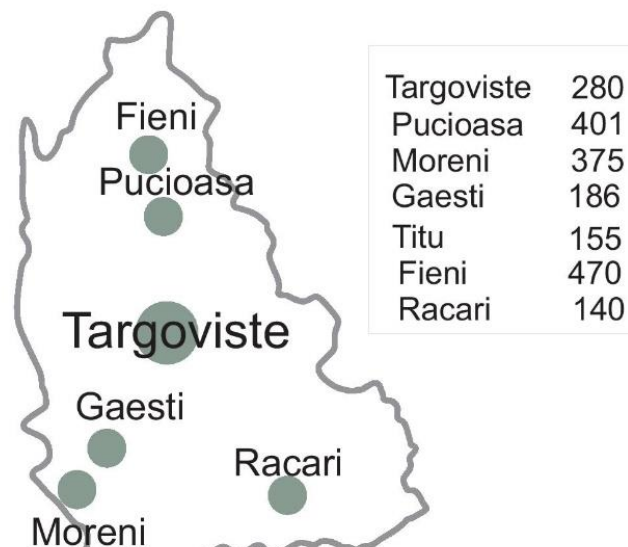 Fieni
Pucioasa
Targoviste
Gaesti
Racari
Moreni
Targoviste 280
Pucioasa 401
Moreni 375
Gaesti 186
Titu 155
Fieni 470
Racari 140